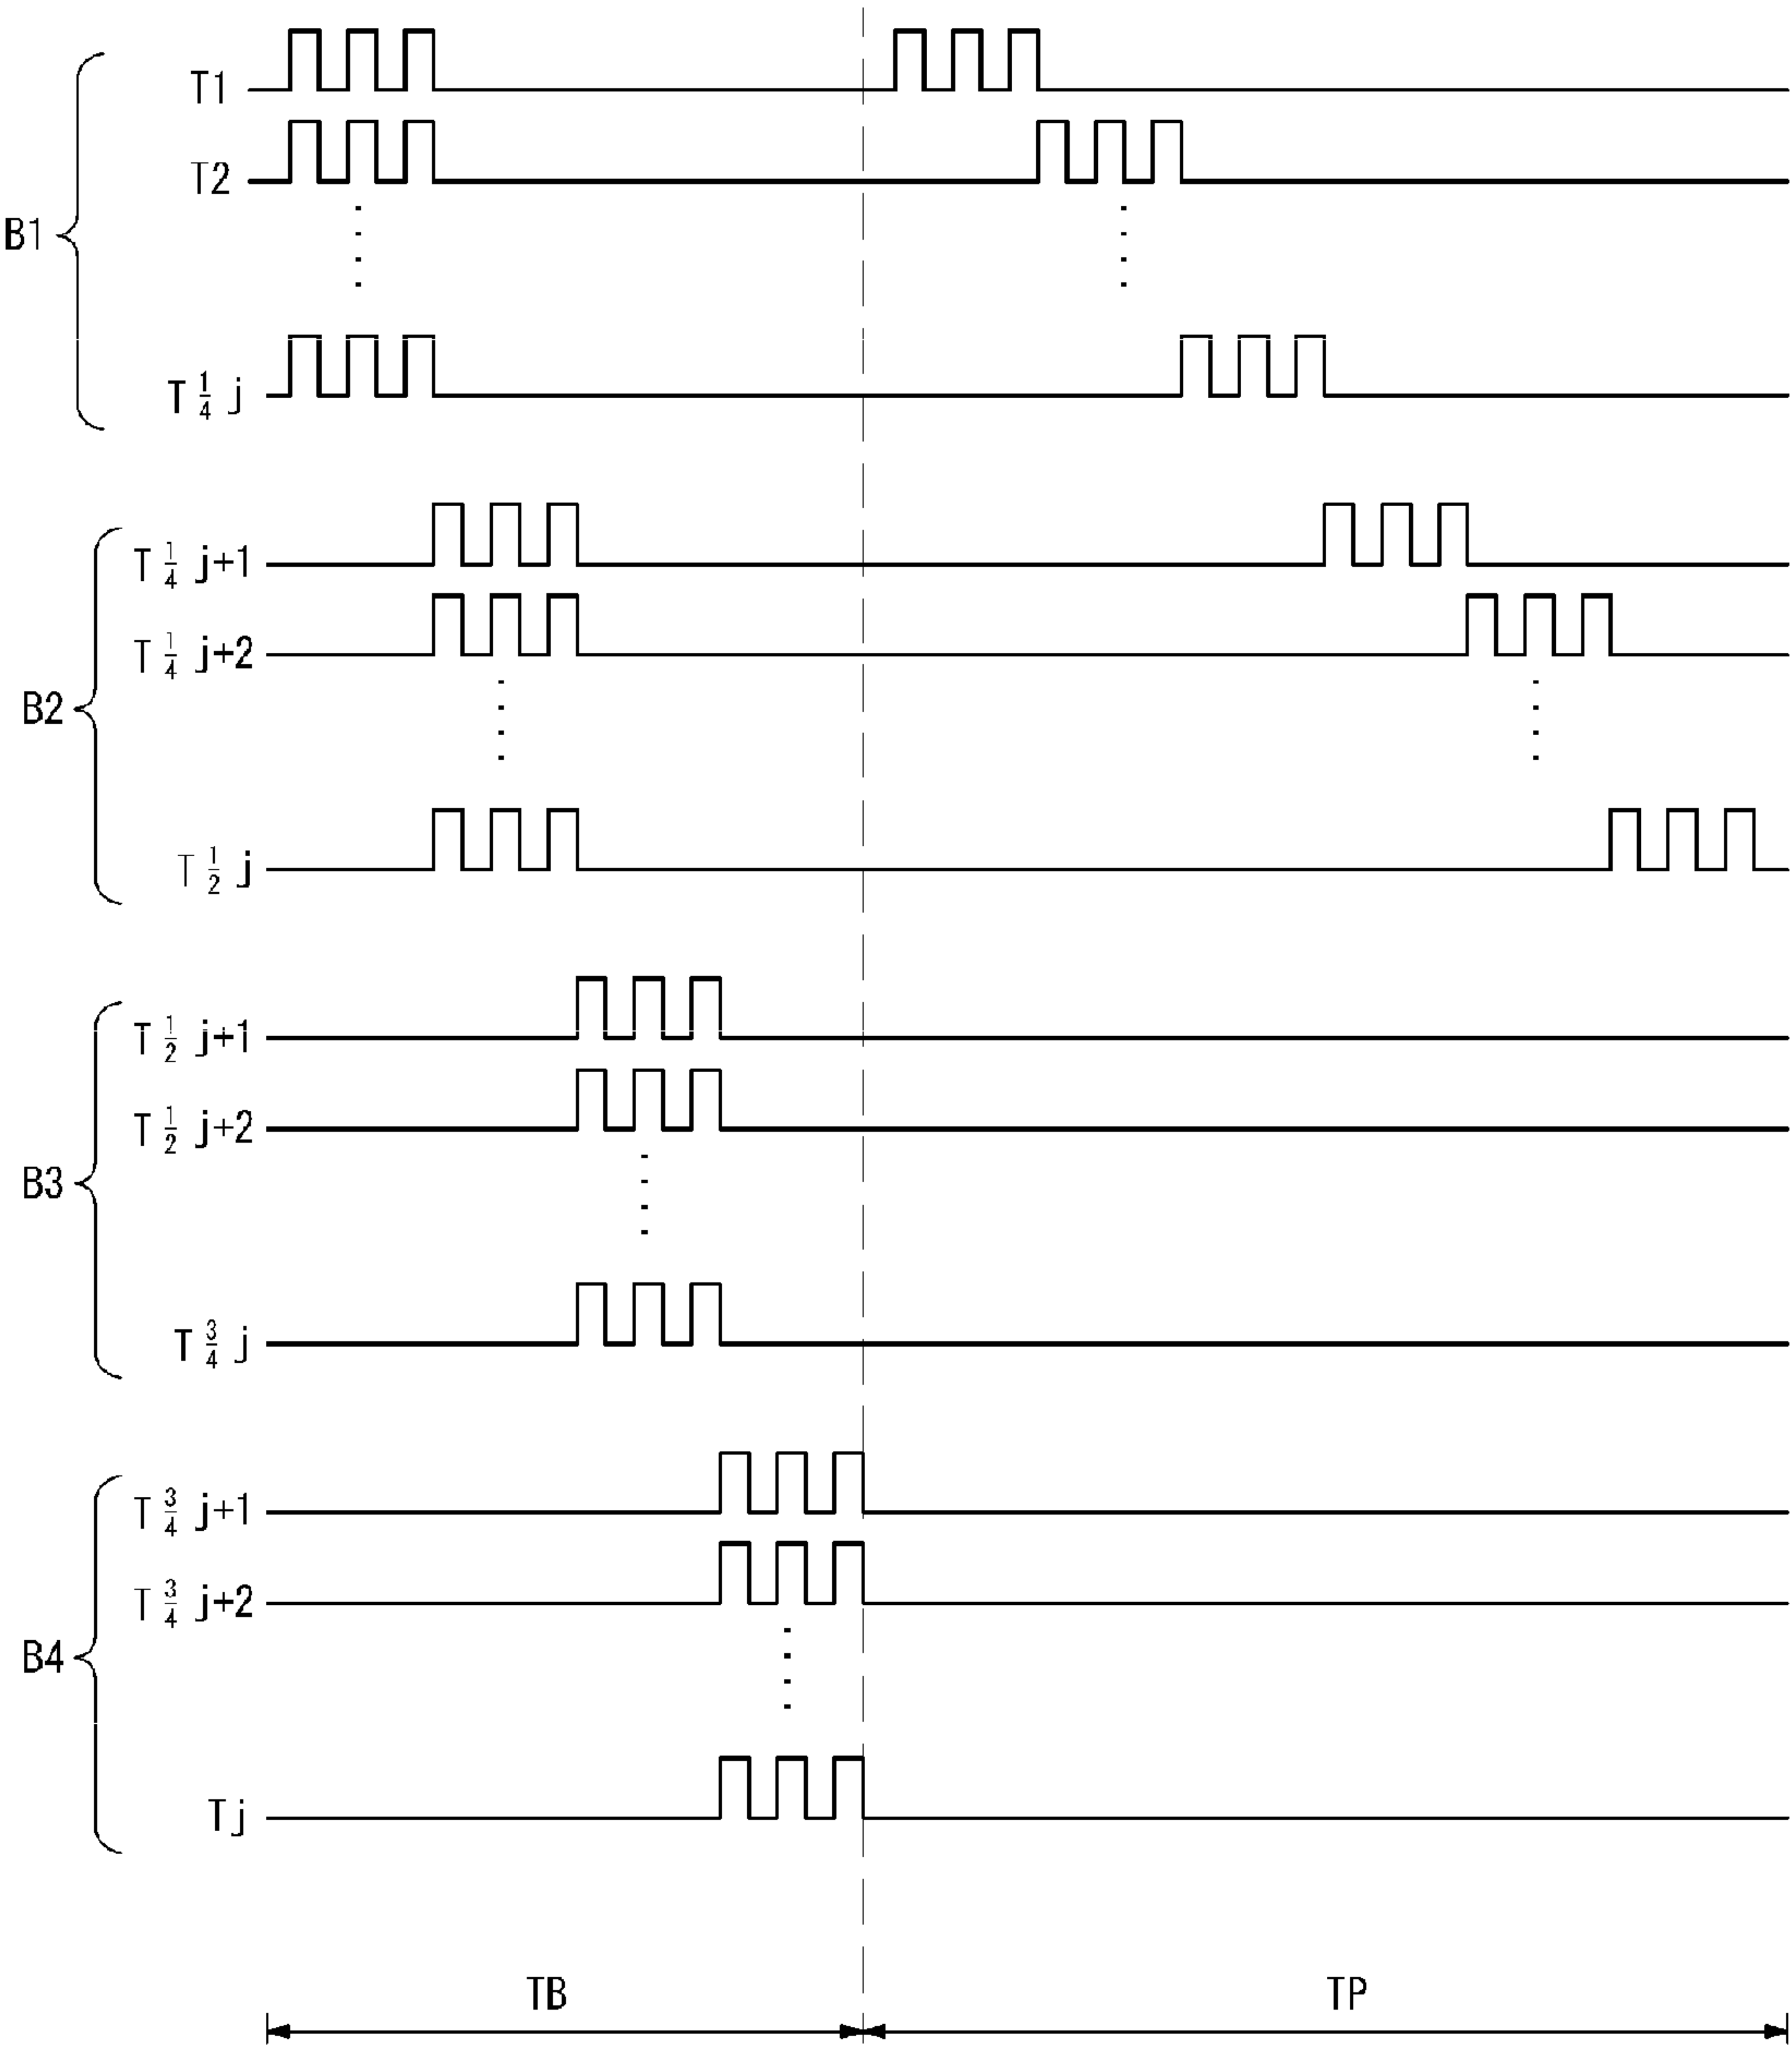 T1
T2
B1
T 1/4 j
T 1/4 j+1
T 1/4 j+2
B2
T 1/2 j
T 1/2 j+1
T 1/2 j+2
B3
T 3/4 j
T 3/4 j+1
T 3/4 j+2
B4
Tj
TB TP